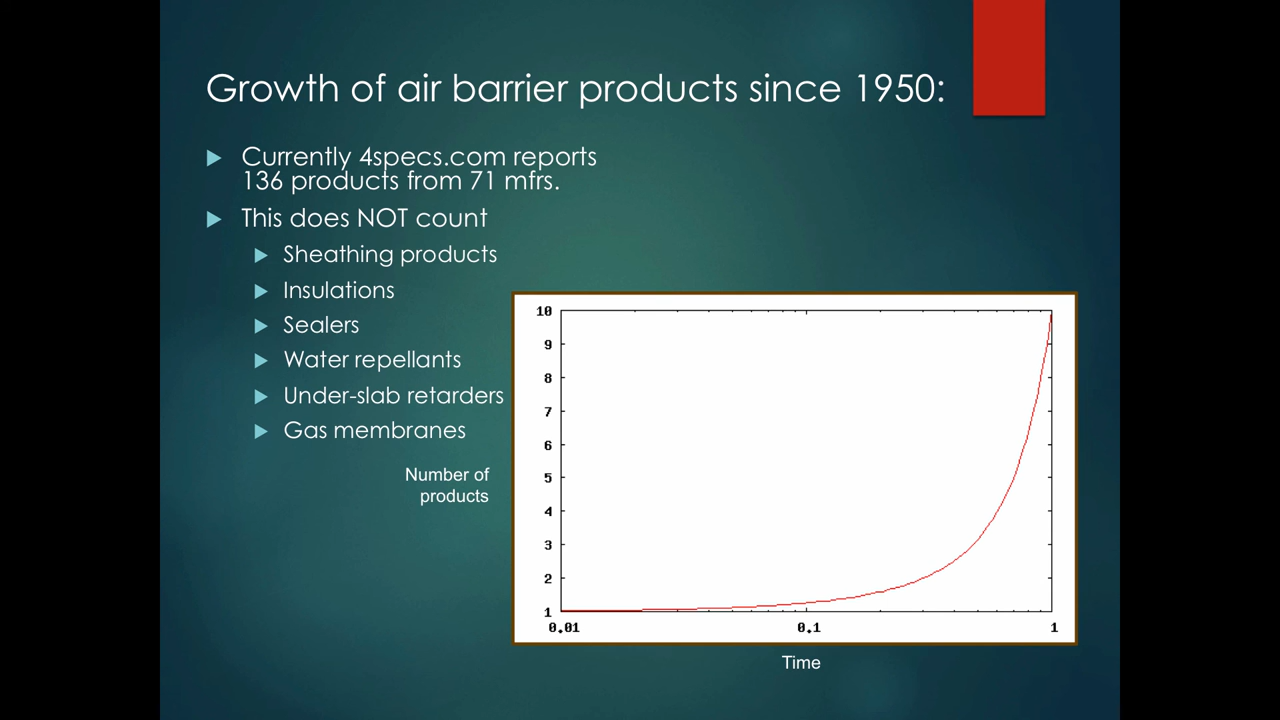 Growth of air barrier products since 1950:
Currently 4specs.com reports
136 products from 71 mfrs.
This does NOT count
Sheathing products
Insulations
Sealers
Water repellants
Under-slab retarders
Gas membranes
Number of
products
10
9
8
7
6
5
4
3
2
1
0.01 0.1 1
Time